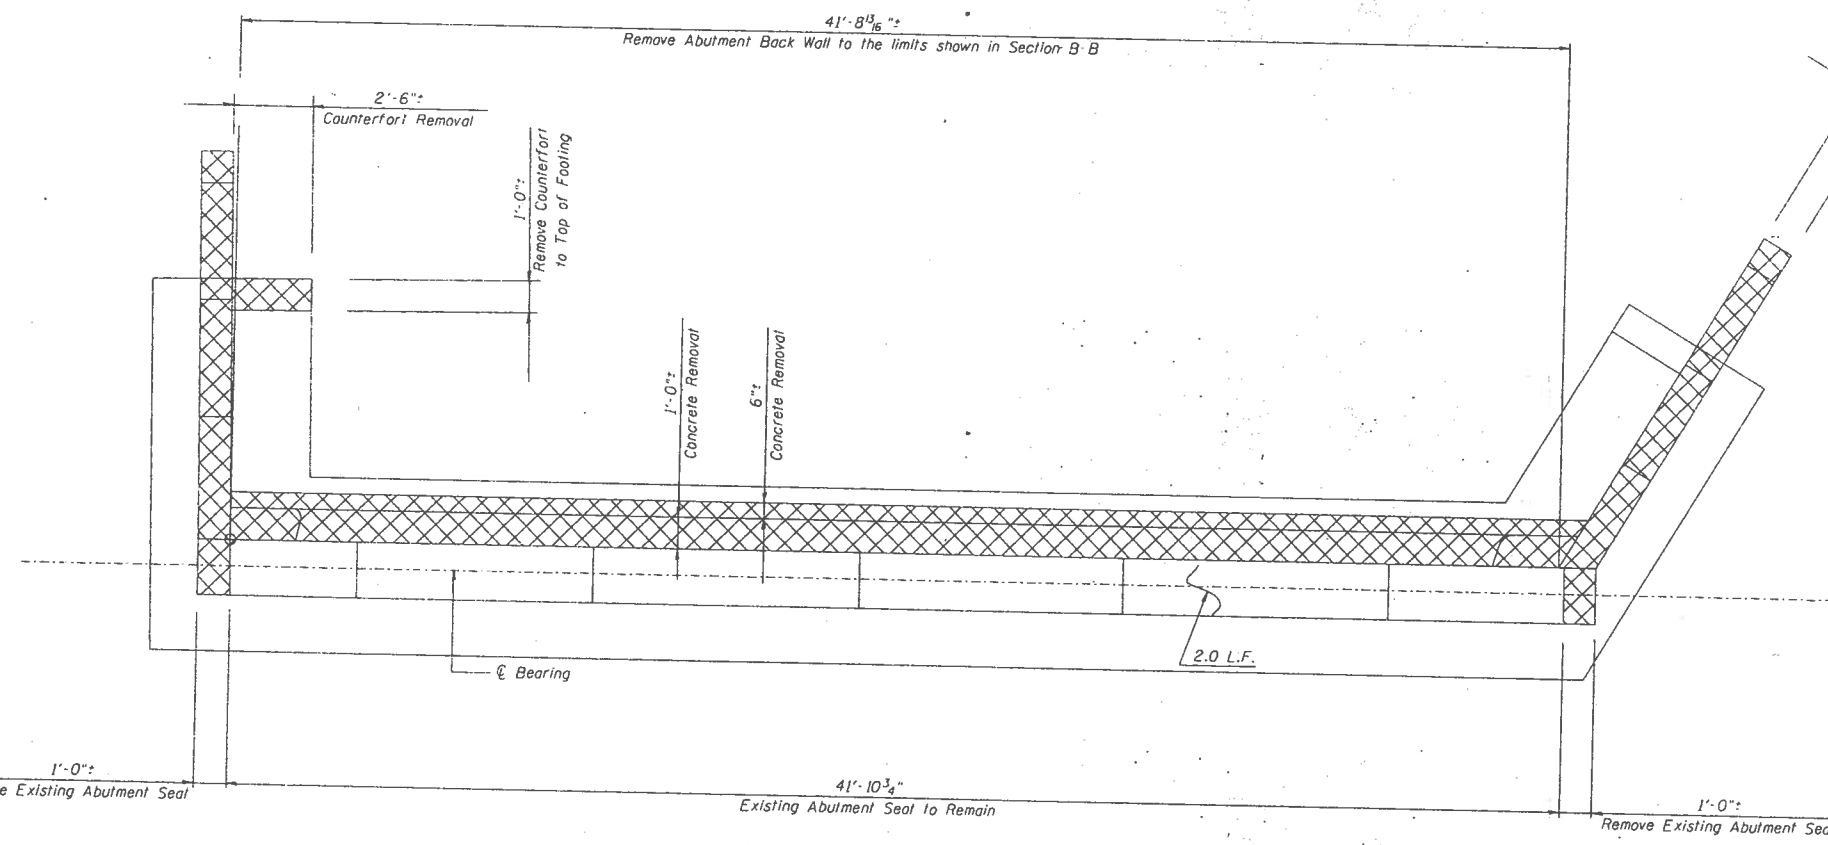 41'-8 13/16"±
Remove Abutment Back Wall to the limits shown in Section B-B
2'-6"±
Counterfort Removal
1'-0"±
Remove Counterfort
to Top of Footing
1'-0"±
Concrete Removal
6"±
Concrete Removal
2.0 L.F.
℄ Bearing
1'-0"±
e Existing Abutment Seat
41'-10 3/4"
Existing Abutment Seat to Remain
1'-0"±
Remove Existing Abutment Sea